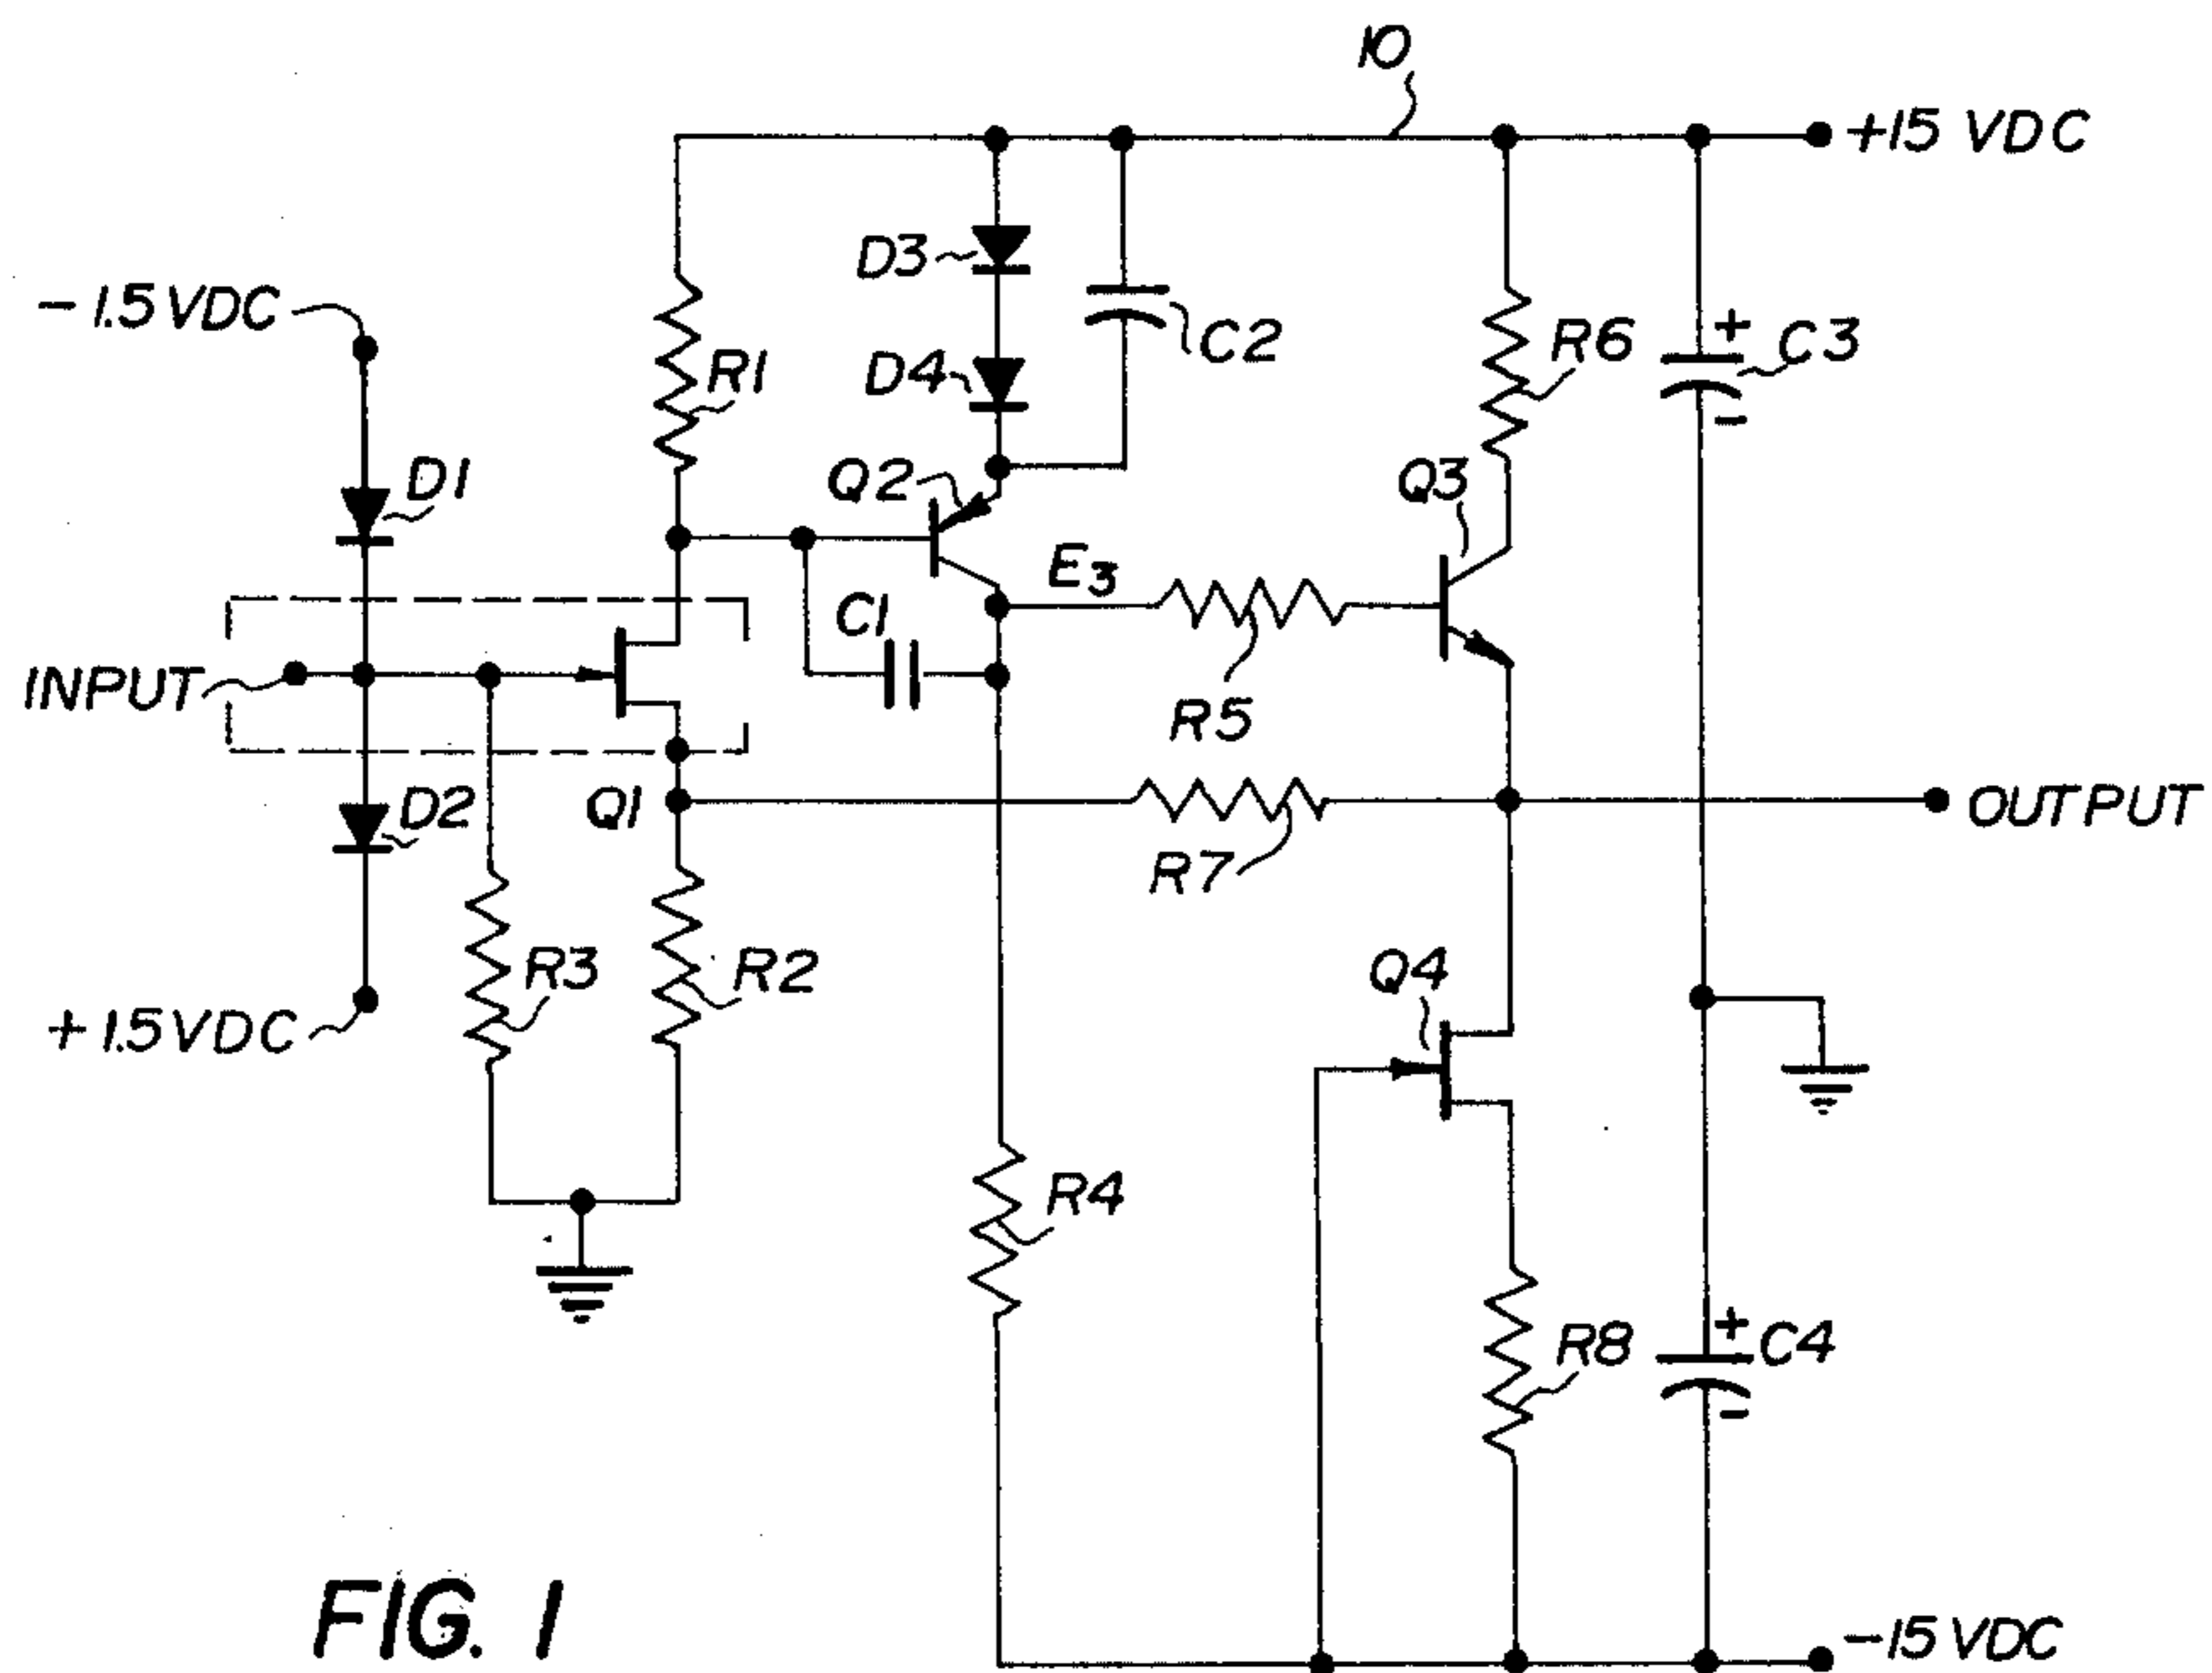 10
+15 VDC
D3
-1.5 VDC
C2
R6
C3
+
R1
D4
-
D1
Q2
Q3
E3
C1
INPUT
R5
D2
Q1
OUTPUT
R7
R3
R2
Q4
+1.5 VDC
R4
+
C4
R8
-
FIG. 1
-15 VDC